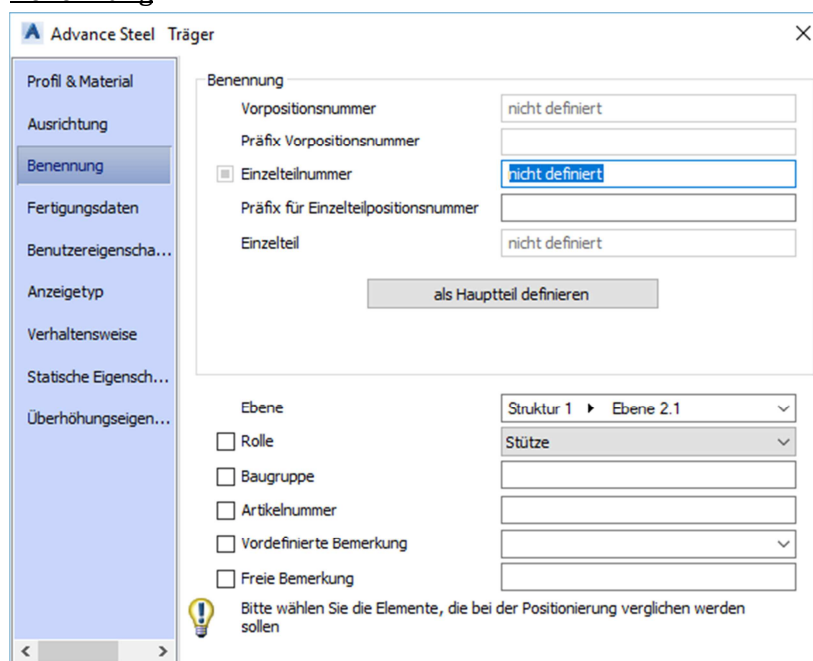 Advance Steel Träger
Profil & Material
Ausrichtung
Benennung
Fertigungsdaten
Benutzereigenscha...
Anzeigetyp
Verhaltensweise
Statische Eigensch...
Überhöhungseigen...
Benennung
Vorpositionsnummer nicht definiert
Präfix Vorpositionsnummer
Einzelteilnummer nicht definiert
Präfix für Einzelteilpositionsnummer
Einzelteil nicht definiert
als Hauptteil definieren
Ebene Struktur 1 ▸ Ebene 2.1
Rolle Stütze
Baugruppe
Artikelnummer
Vordefinierte Bemerkung
Freie Bemerkung
Bitte wählen Sie die Elemente, die bei der Positionierung verglichen werden
sollen